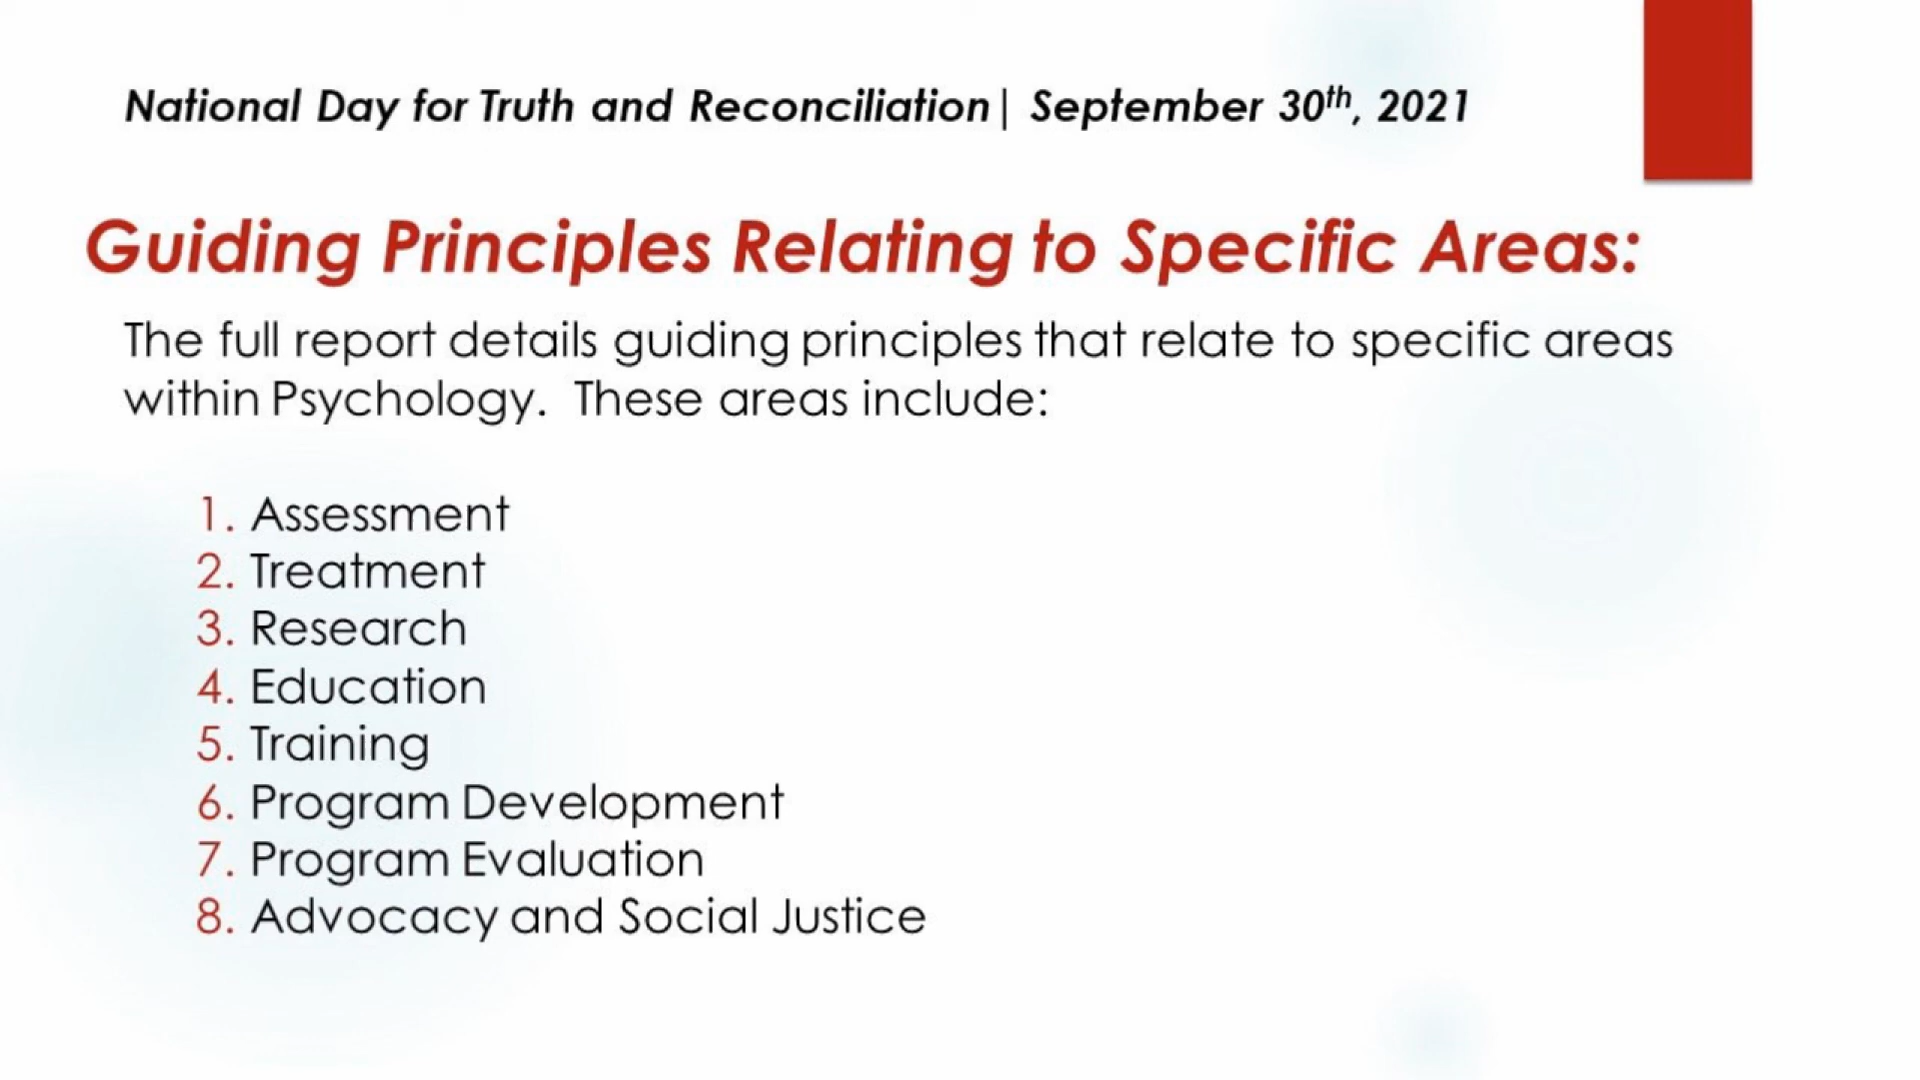 National Day for Truth and Reconciliation| September 30th, 2021
Guiding Principles Relating to Specific Areas:
The full report details guiding principles that relate to specific areas
within Psychology.  These areas include:
1. Assessment
2. Treatment
3. Research
4. Education
5. Training
6. Program Development
7. Program Evaluation
8. Advocacy and Social Justice